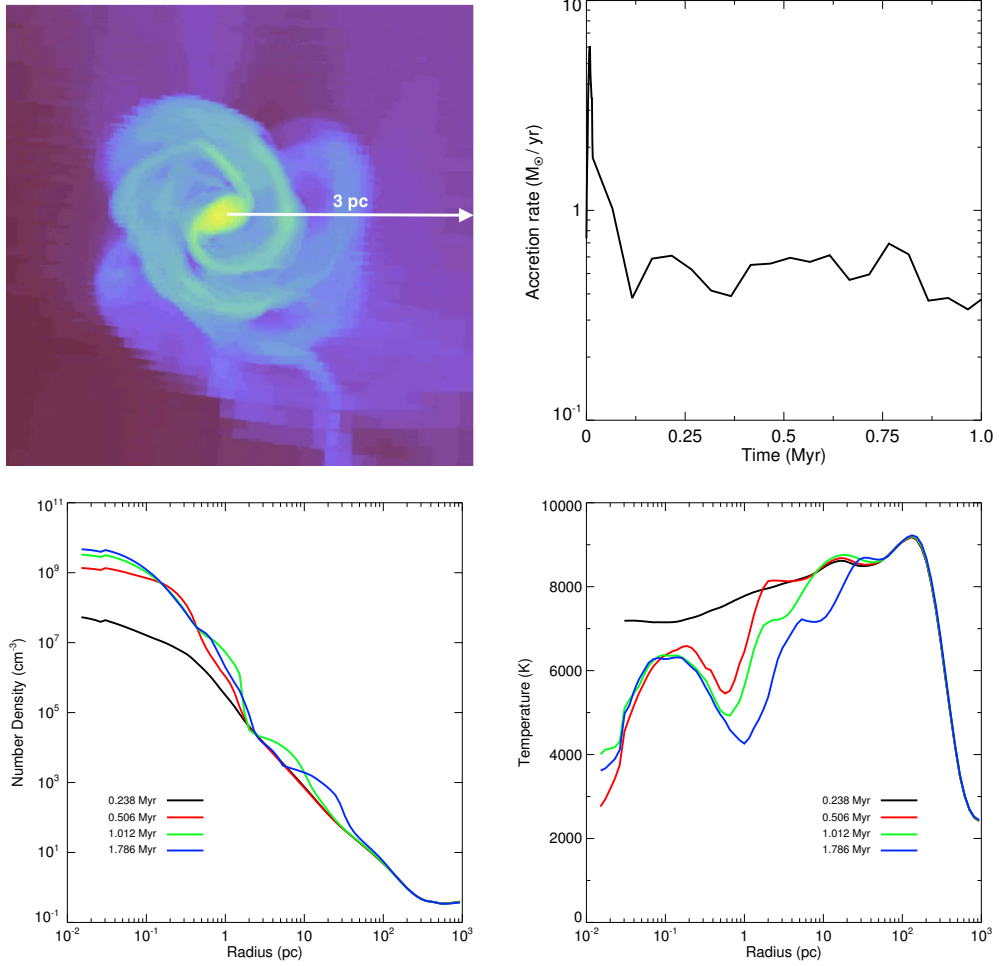 3 pc
10
1
10^-1
Accretion rate (M☉ / yr)
0 0.25 0.5 0.75 1.0
Time (Myr)
10^11
10^9
10^7
10^5
10^3
10^1
10^-1
Number Density (cm^-3)
0.238 Myr
0.506 Myr
1.012 Myr
1.786 Myr
10^-2 10^-1 1 10 10^2 10^3
Radius (pc)
10000
8000
6000
4000
2000
0
Temperature (K)
0.238 Myr
0.506 Myr
1.012 Myr
1.786 Myr
10^-2 10^-1 1 10 10^2 10^3
Radius (pc)